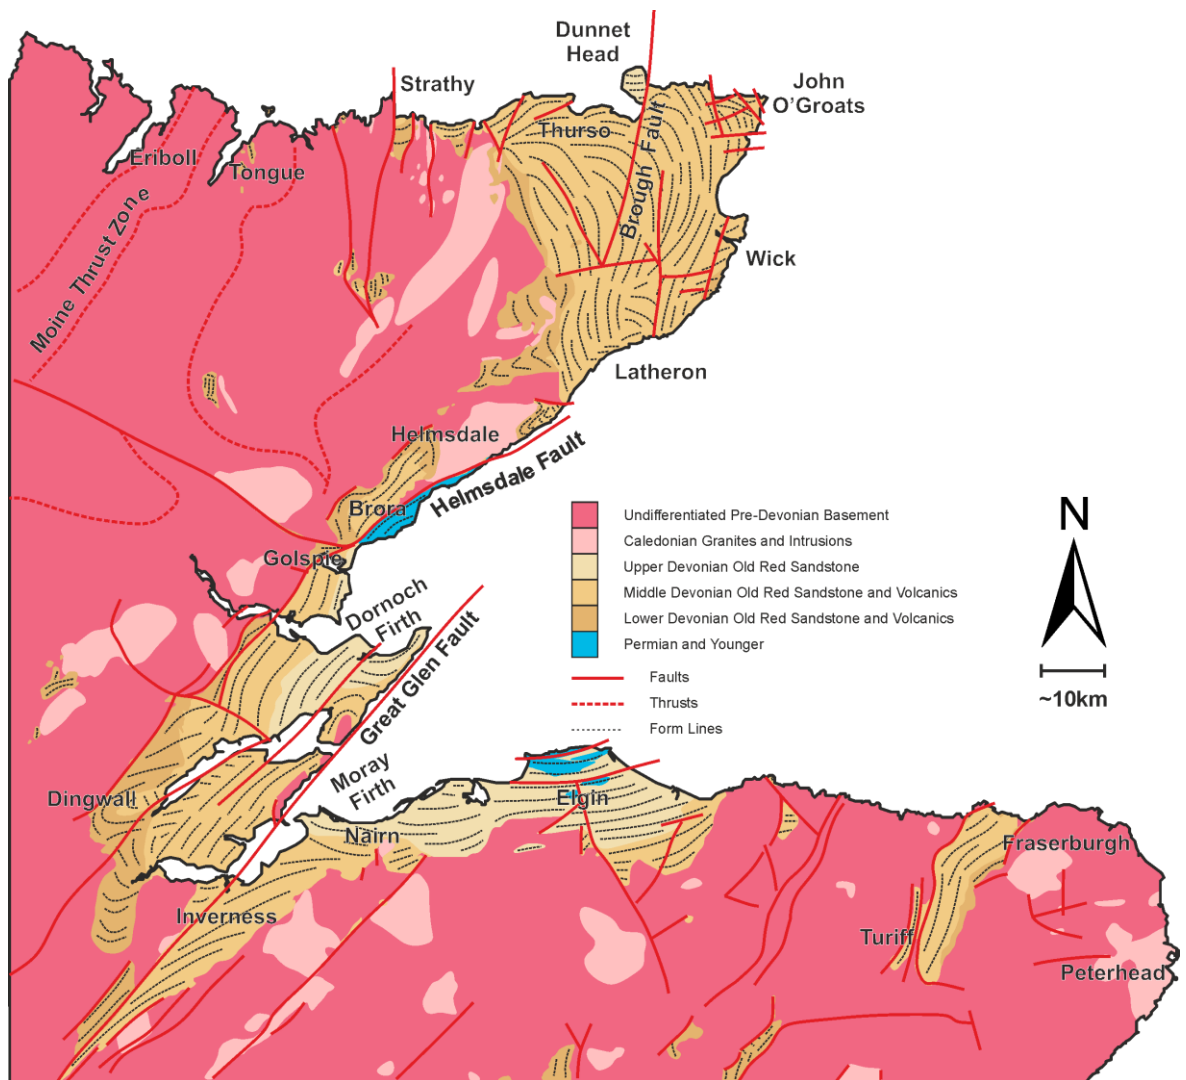 Dunnet
Head
Strathy
John
O'Groats
Thurso
Eriboll
Tongue
Brough Fault
Moine Thrust Zone
Wick
Latheron
Helmsdale
Helmsdale Fault
Brora
Golspie
Dornoch
Firth
Great Glen Fault
Moray
Firth
Dingwall
Nairn
Elgin
Inverness
Fraserburgh
Turiff
Peterhead
Undifferentiated Pre-Devonian Basement
Caledonian Granites and Intrusions
Upper Devonian Old Red Sandstone
Middle Devonian Old Red Sandstone and Volcanics
Lower Devonian Old Red Sandstone and Volcanics
Permian and Younger
Faults
Thrusts
Form Lines
N
~10km